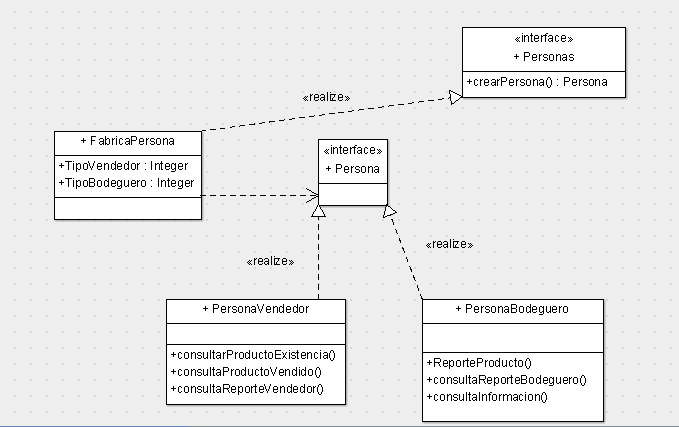 «interface»
+ Personas
+crearPersona() : Persona
«realize»
+ FabricaPersona
+TipoVendedor : Integer
+TipoBodeguero : Integer
«interface»
+ Persona
«realize»
«realize»
+ PersonaVendedor
+consultarProductoExistencia()
+consultaProductoVendido()
+consultaReporteVendedor()
+ PersonaBodeguero
+ReporteProducto()
+consultaReporteBodeguero()
+consultaInformacion()